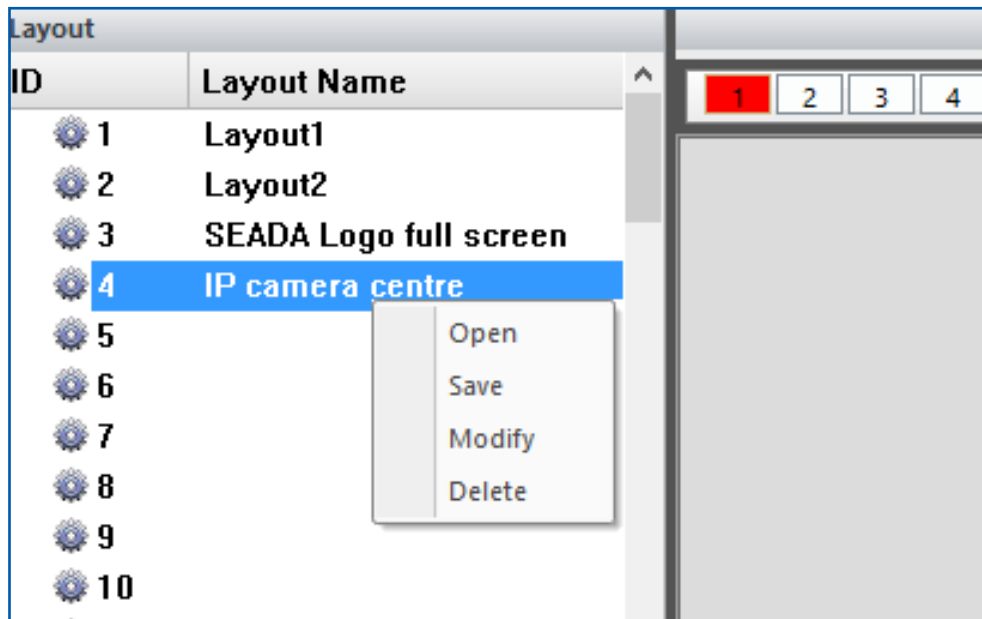 Layout
ID Layout Name
1 Layout1
2 Layout2
3 SEADA Logo full screen
4 IP camera centre
5
6
7
8
9
10
Open
Save
Modify
Delete
1 2 3 4